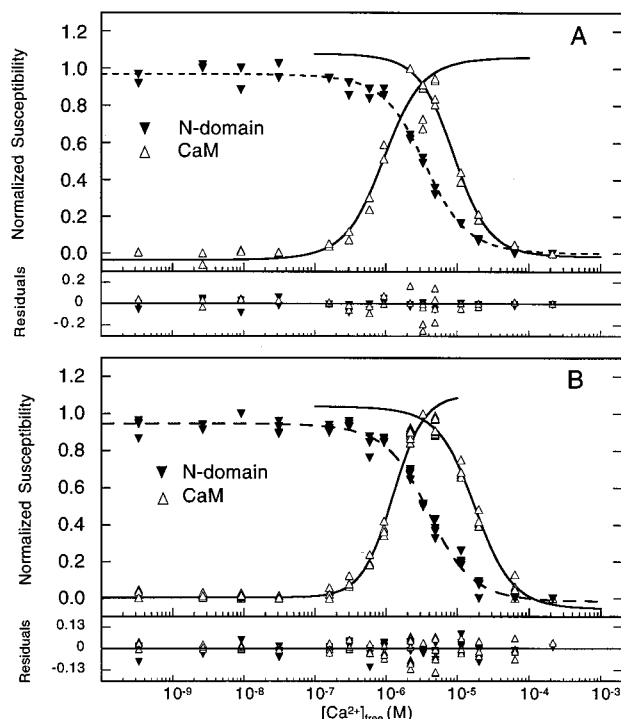 A
1.2
1.0
0.8
0.6
0.4
0.2
0.0
Normalized Susceptibility
▼ N-domain
△ CaM
0.2
0
-0.2
Residuals
B
1.2
1.0
0.8
0.6
0.4
0.2
0.0
Normalized Susceptibility
▼ N-domain
△ CaM
0.13
0
-0.13
Residuals
10⁻⁹ 10⁻⁸ 10⁻⁷ 10⁻⁶ 10⁻⁵ 10⁻⁴ 10⁻³
[Ca²⁺]free (M)